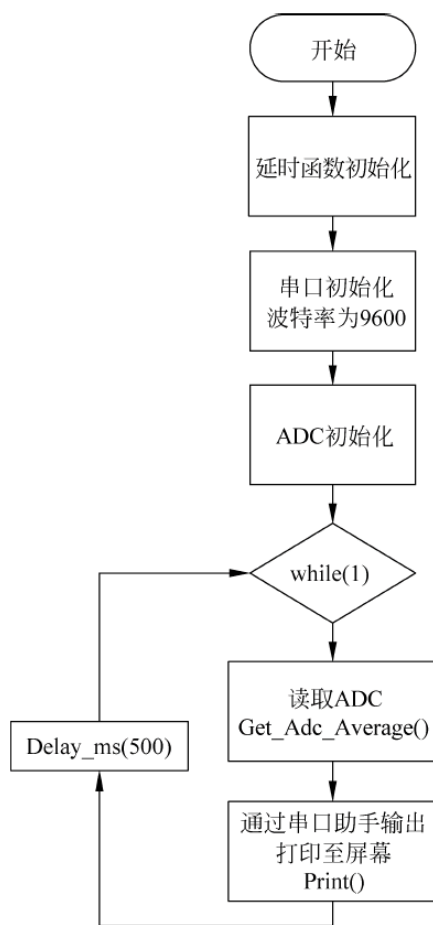 开始
延时函数初始化
串口初始化
波特率为9600
ADC初始化
while(1)
读取ADC
Get_Adc_Average()
Delay_ms(500)
通过串口助手输出
打印至屏幕
Print()